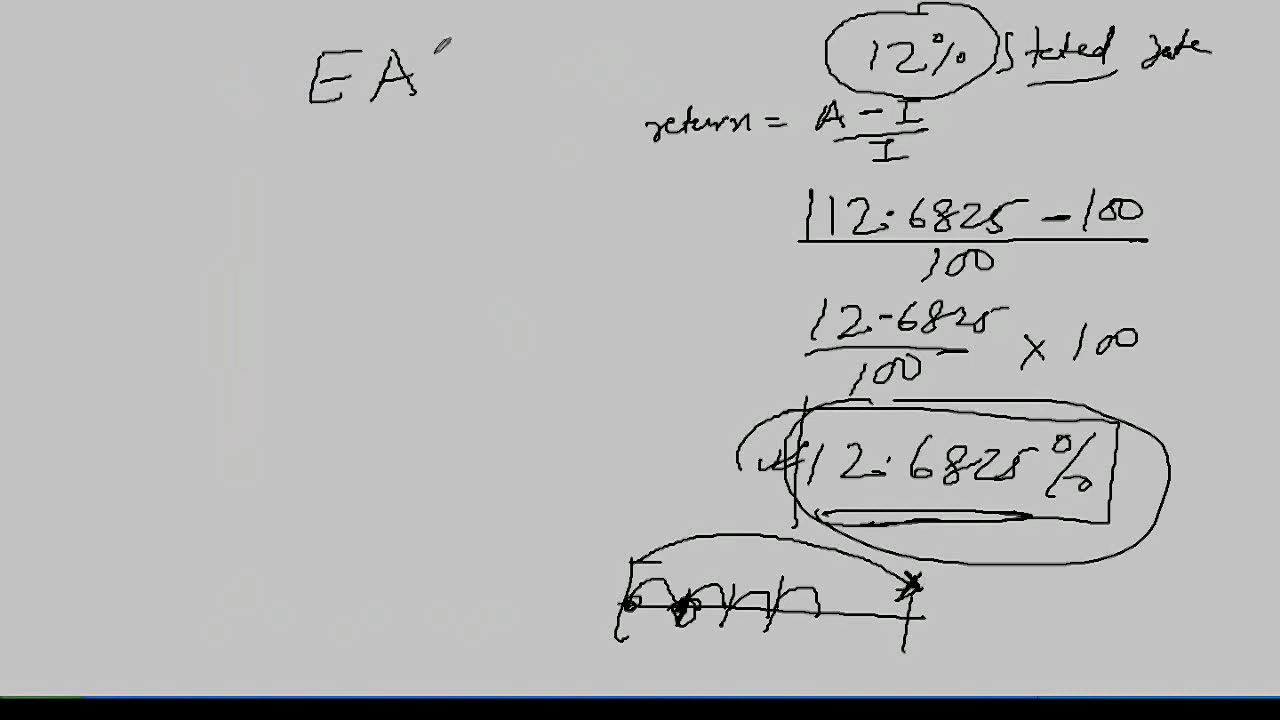 EA
12% Stated rate
return = A - I
I
112.6825 - 100
100
12.6825
100
× 100
12.6825%